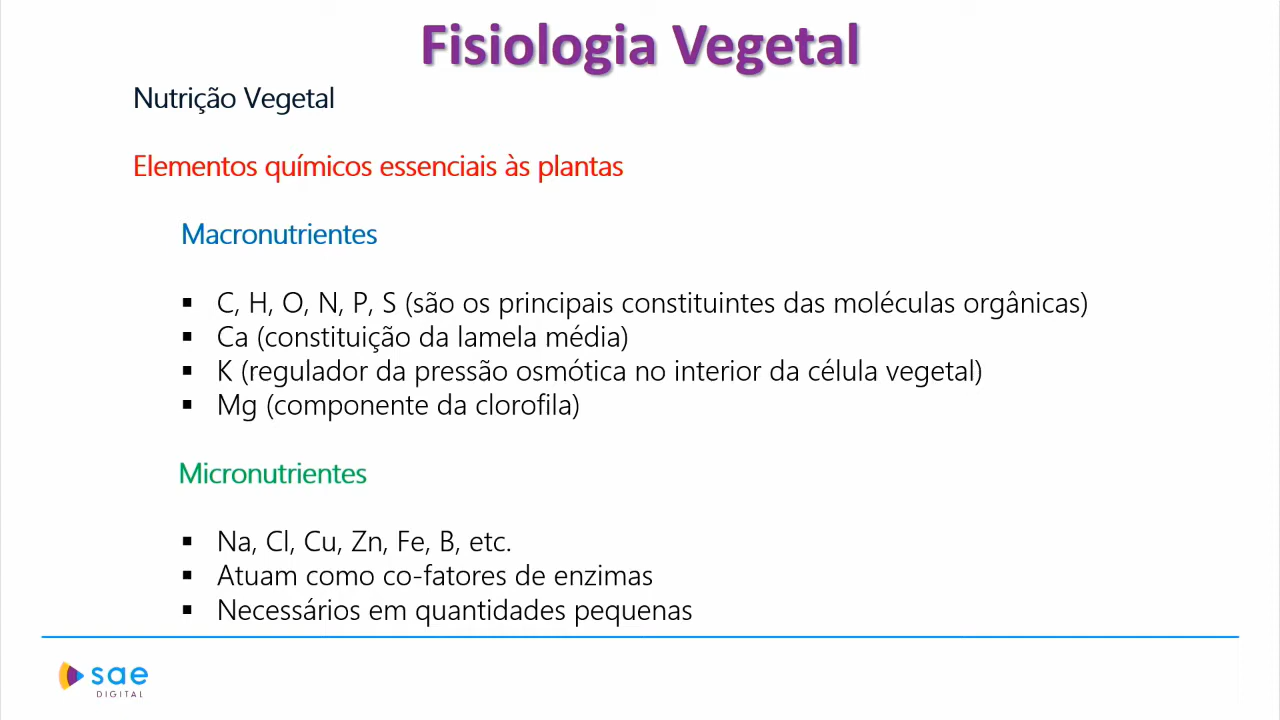 Fisiologia Vegetal
Nutrição Vegetal
Elementos químicos essenciais às plantas
Macronutrientes
▪ C, H, O, N, P, S (são os principais constituintes das moléculas orgânicas)
▪ Ca (constituição da lamela média)
▪ K (regulador da pressão osmótica no interior da célula vegetal)
▪ Mg (componente da clorofila)
Micronutrientes
▪ Na, Cl, Cu, Zn, Fe, B, etc.
▪ Atuam como co-fatores de enzimas
▪ Necessários em quantidades pequenas
sae
DIGITAL